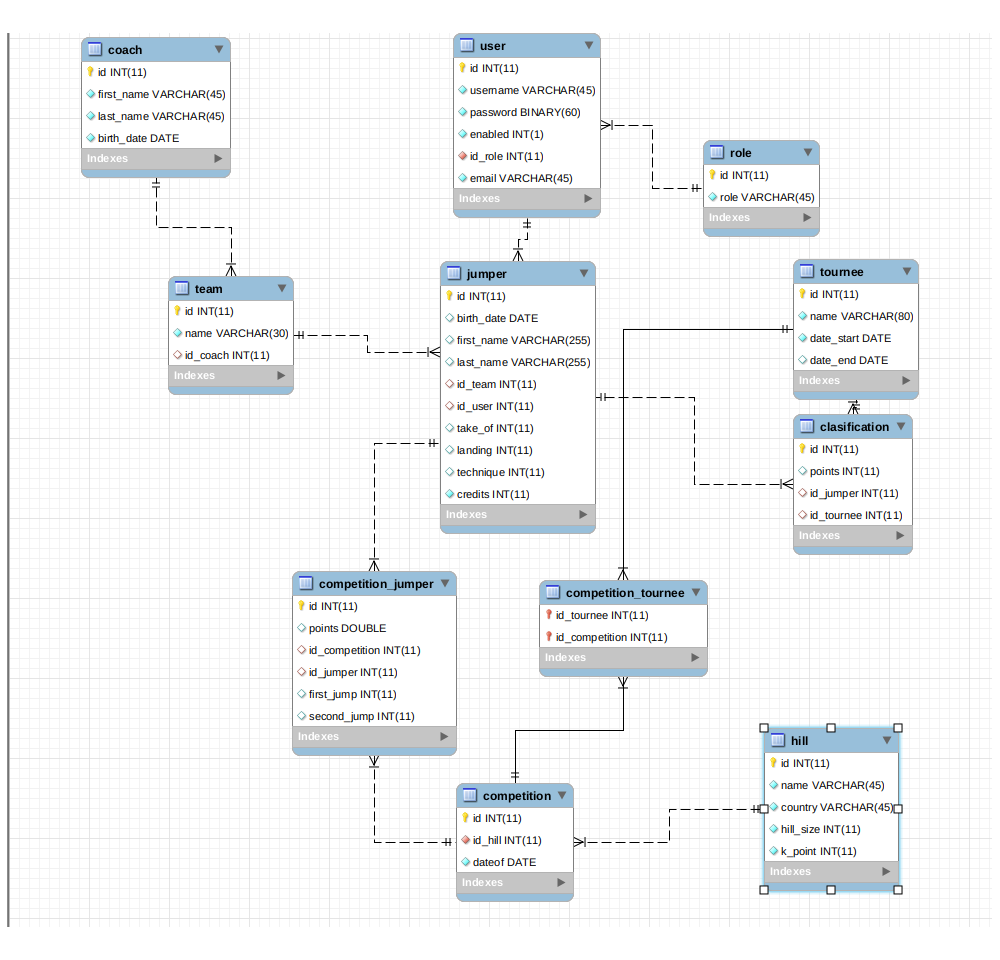 coach
id INT(11)
first_name VARCHAR(45)
last_name VARCHAR(45)
birth_date DATE
Indexes
user
id INT(11)
username VARCHAR(45)
password BINARY(60)
enabled INT(1)
id_role INT(11)
email VARCHAR(45)
Indexes
role
id INT(11)
role VARCHAR(45)
Indexes
team
id INT(11)
name VARCHAR(30)
id_coach INT(11)
Indexes
jumper
id INT(11)
birth_date DATE
first_name VARCHAR(255)
last_name VARCHAR(255)
id_team INT(11)
id_user INT(11)
take_of INT(11)
landing INT(11)
technique INT(11)
credits INT(11)
Indexes
tournee
id INT(11)
name VARCHAR(80)
date_start DATE
date_end DATE
Indexes
clasification
id INT(11)
points INT(11)
id_jumper INT(11)
id_tournee INT(11)
Indexes
competition_jumper
id INT(11)
points DOUBLE
id_competition INT(11)
id_jumper INT(11)
first_jump INT(11)
second_jump INT(11)
Indexes
competition_tournee
id_tournee INT(11)
id_competition INT(11)
Indexes
competition
id INT(11)
id_hill INT(11)
dateof DATE
Indexes
hill
id INT(11)
name VARCHAR(45)
country VARCHAR(45)
hill_size INT(11)
k_point INT(11)
Indexes